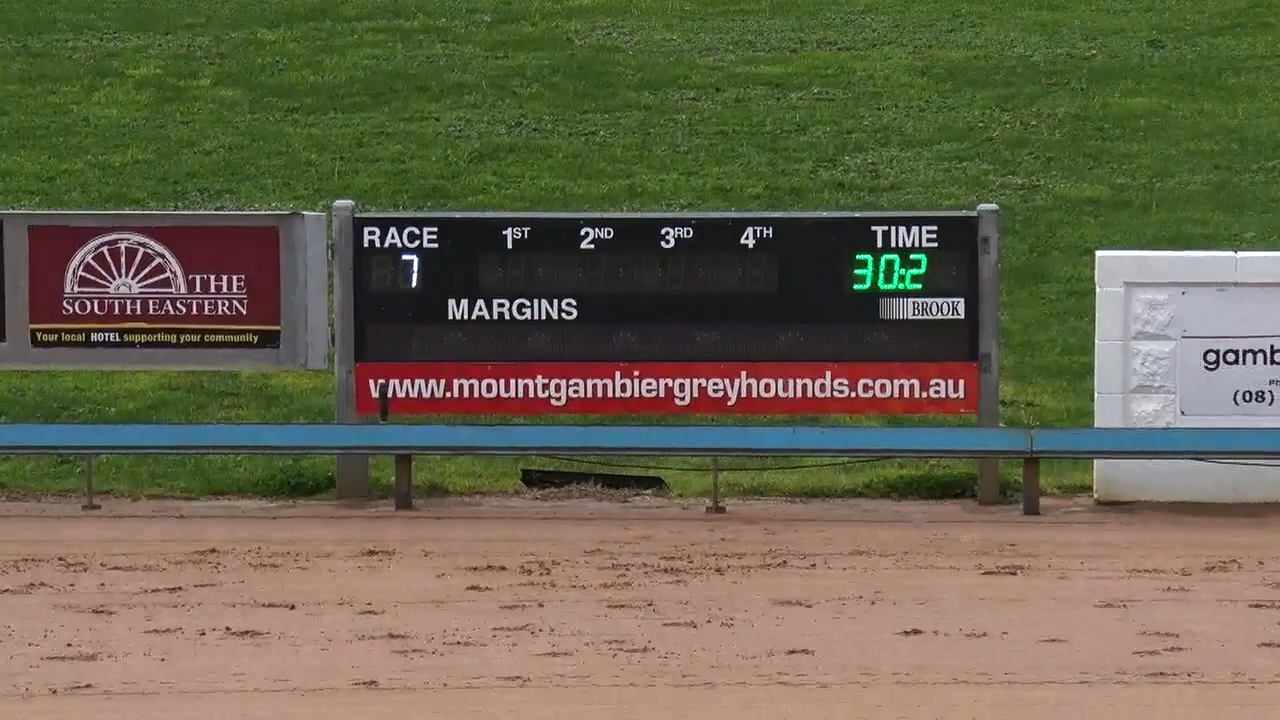 THE
SOUTH EASTERN
Your local HOTEL supporting your community
RACE 1ST 2ND 3RD 4TH TIME
7 30:2
MARGINS BROOK
www.mountgambiergreyhounds.com.au
gamb
(08)